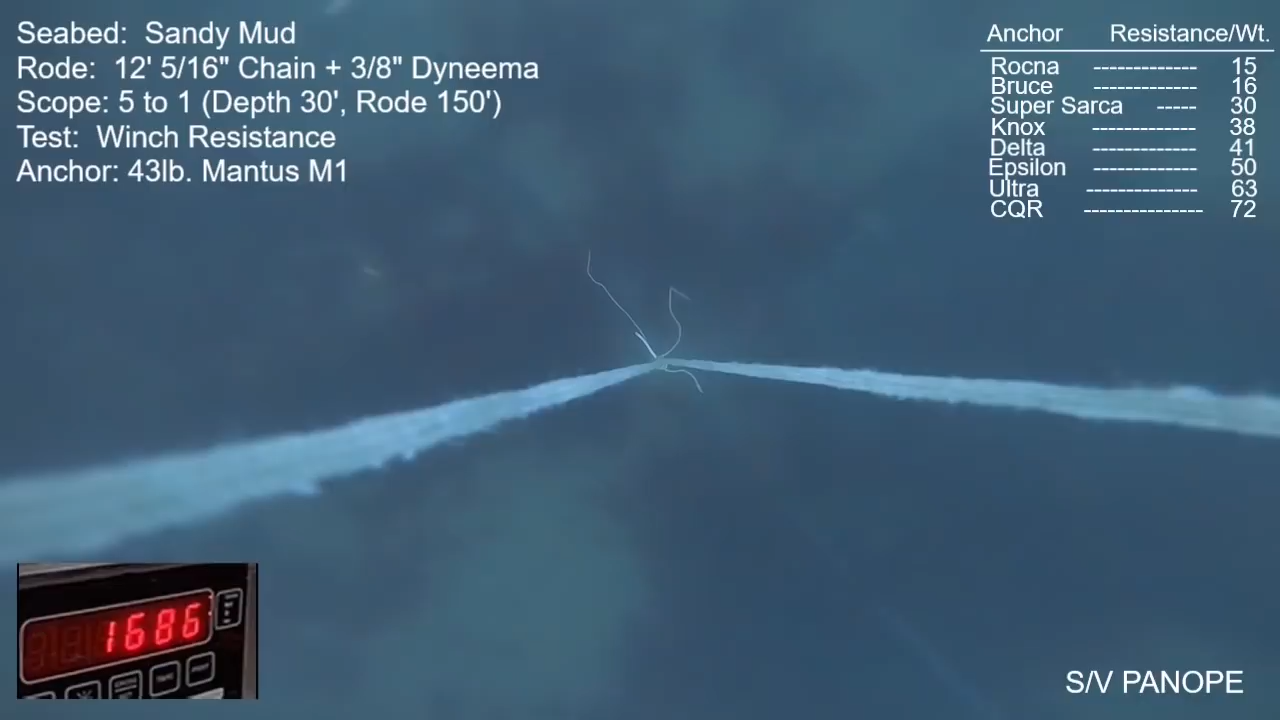 Seabed:  Sandy Mud
Rode:  12' 5/16" Chain + 3/8" Dyneema
Scope: 5 to 1 (Depth 30', Rode 150')
Test:  Winch Resistance
Anchor: 43lb. Mantus M1
Anchor Resistance/Wt.
Rocna ------------- 15
Bruce ------------- 16
Super Sarca ----- 30
Knox ------------- 38
Delta ------------- 41
Epsilon ------------- 50
Ultra --------------- 63
CQR --------------- 72
1686
S/V PANOPE